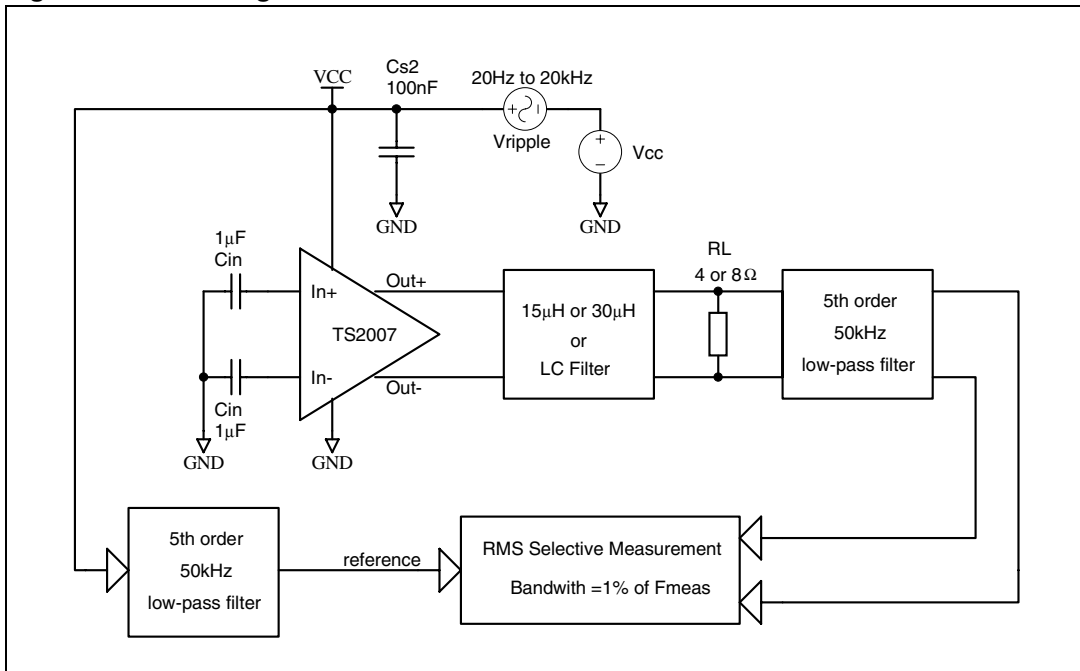 Cs2
100nF
VCC
20Hz to 20kHz
Vripple
Vcc
GND
GND
1µF
Cin
In+
In-
TS2007
Out+
Out-
Cin
1µF
GND
GND
15µH or 30µH
or
LC Filter
RL
4 or 8Ω
5th order
50kHz
low-pass filter
5th order
50kHz
low-pass filter
reference
RMS Selective Measurement
Bandwith =1% of Fmeas